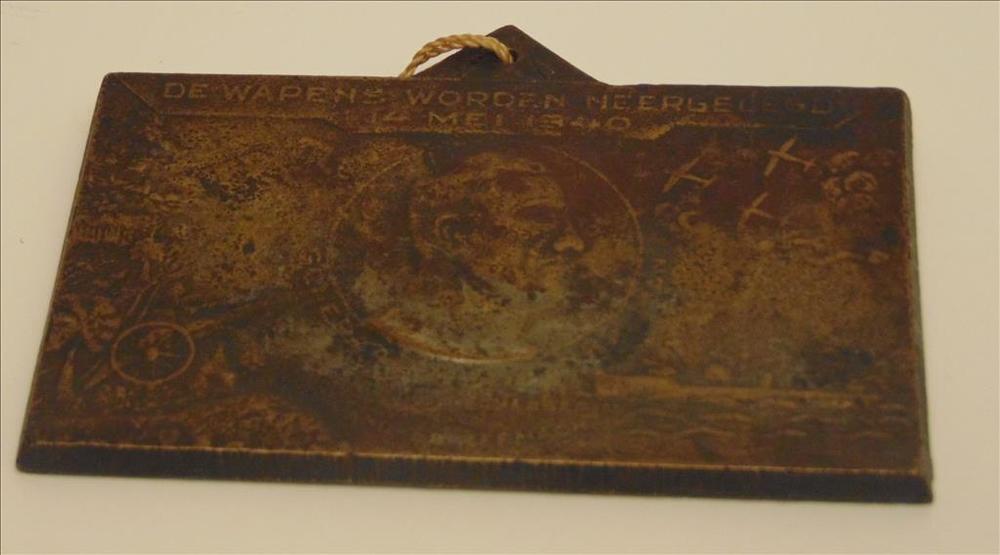 DE WAPENS WORDEN NEERGELEGD
14 MEI 1940